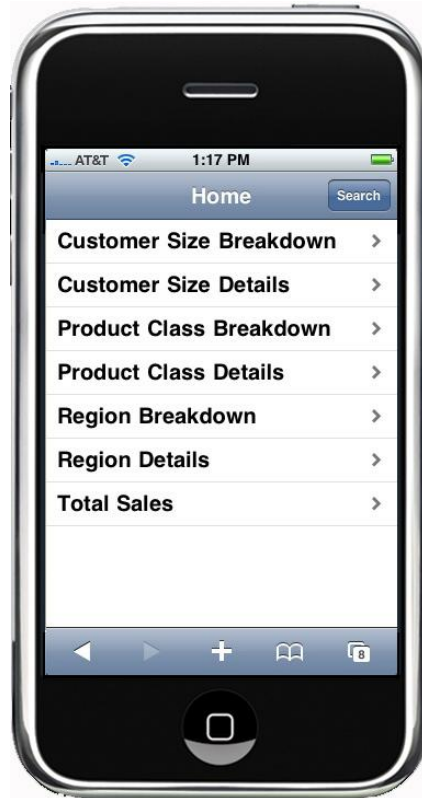 AT&T 1:17 PM
Home Search
Customer Size Breakdown
Customer Size Details
Product Class Breakdown
Product Class Details
Region Breakdown
Region Details
Total Sales
8